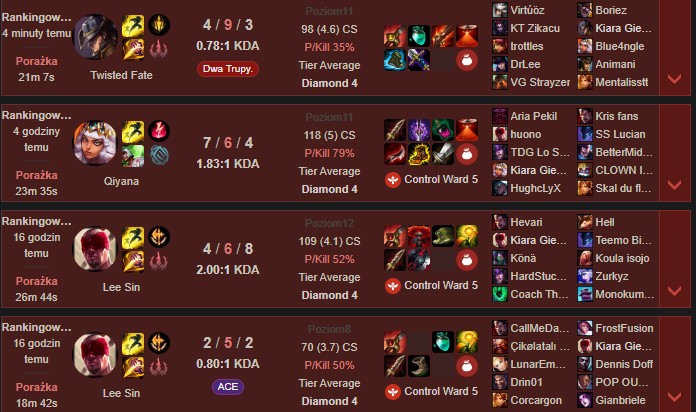 Rankingow...
4 minuty temu
Porażka
21m 7s
Twisted Fate
4 / 9 / 3
0.78:1 KDA
Dwa Trupy.
Poziom11
98 (4.6) CS
P/Kill 35%
Tier Average
Diamond 4
Virtúöz
KT Zikacu
trottles
DrLee
VG Strayzer
Boriez
Kiara Gie...
Blue4ngle
Animani
Mentalisstt
Rankingow...
4 godziny
temu
Porażka
23m 35s
Qiyana
7 / 6 / 4
1.83:1 KDA
Poziom11
118 (5) CS
P/Kill 79%
Tier Average
Diamond 4
Control Ward 5
Aria Pekil
huono
TDG Lo S...
Kiara Gie...
HughcLyX
Kris fans
SS Lucian
BetterMid...
CLOWN I...
Skal du fl...
Rankingow...
16 godzin
temu
Porażka
26m 44s
Lee Sin
4 / 6 / 8
2.00:1 KDA
Poziom12
109 (4.1) CS
P/Kill 52%
Tier Average
Diamond 4
Control Ward 5
Hevari
Kiara Gie...
Könä
HardStuc...
Coach Th...
Hell
Teemo Bi...
Koula isojo
Zurkyz
Monokum...
Rankingow...
16 godzin
temu
Porażka
18m 42s
Lee Sin
2 / 5 / 2
0.80:1 KDA
ACE
Poziom8
70 (3.7) CS
P/Kill 50%
Tier Average
Diamond 4
Control Ward 5
CallMeDa...
Çikølatalı ...
LunarEm...
Drin01
Corcargon
FrostFusion
Kiara Gie...
Dennis Doff
POP OU...
Gianbriele